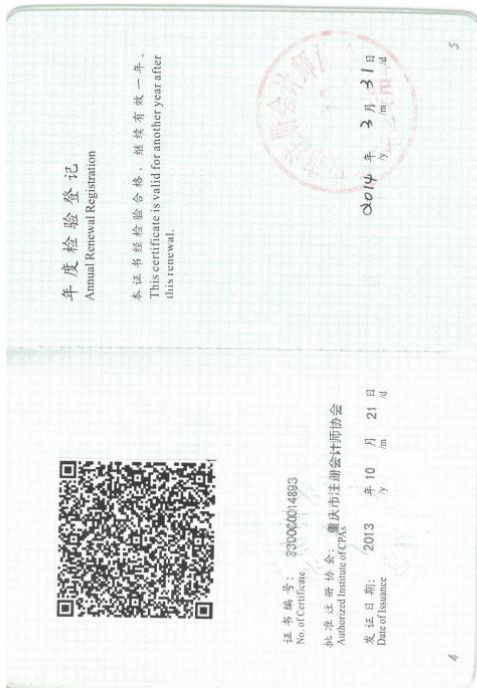 证书编号： 330000014893
No. of Certificate
批准注册协会： 重庆市注册会计师协会
Authorized Institute of CPAs
发证日期： 2013 年 10 月 21 日
Date of Issuance /y /m /d
4
年度检验登记
Annual Renewal Registration
本证书经检验合格，继续有效一年。
This certificate is valid for another year after
this renewal.
2014 年 3 月 31 日
/y /m /d
5